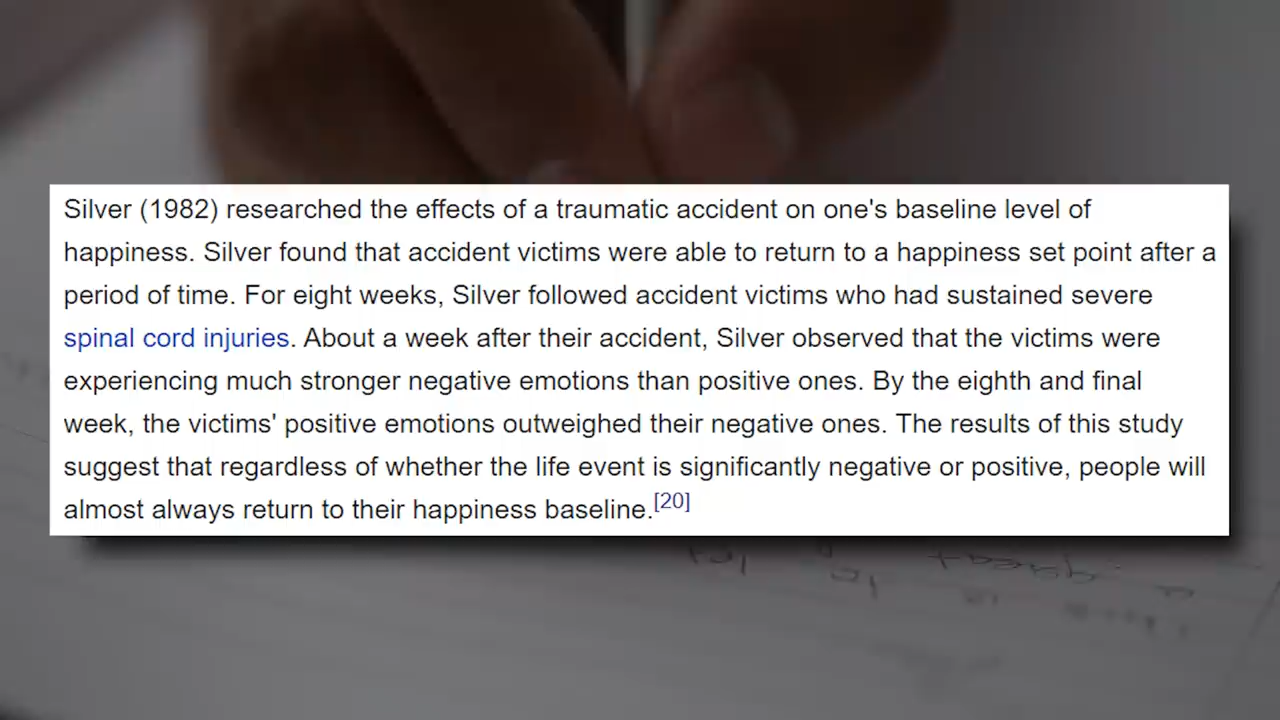 Silver (1982) researched the effects of a traumatic accident on one's baseline level of
happiness. Silver found that accident victims were able to return to a happiness set point after a
period of time. For eight weeks, Silver followed accident victims who had sustained severe
spinal cord injuries. About a week after their accident, Silver observed that the victims were
experiencing much stronger negative emotions than positive ones. By the eighth and final
week, the victims' positive emotions outweighed their negative ones. The results of this study
suggest that regardless of whether the life event is significantly negative or positive, people will
almost always return to their happiness baseline.[20]